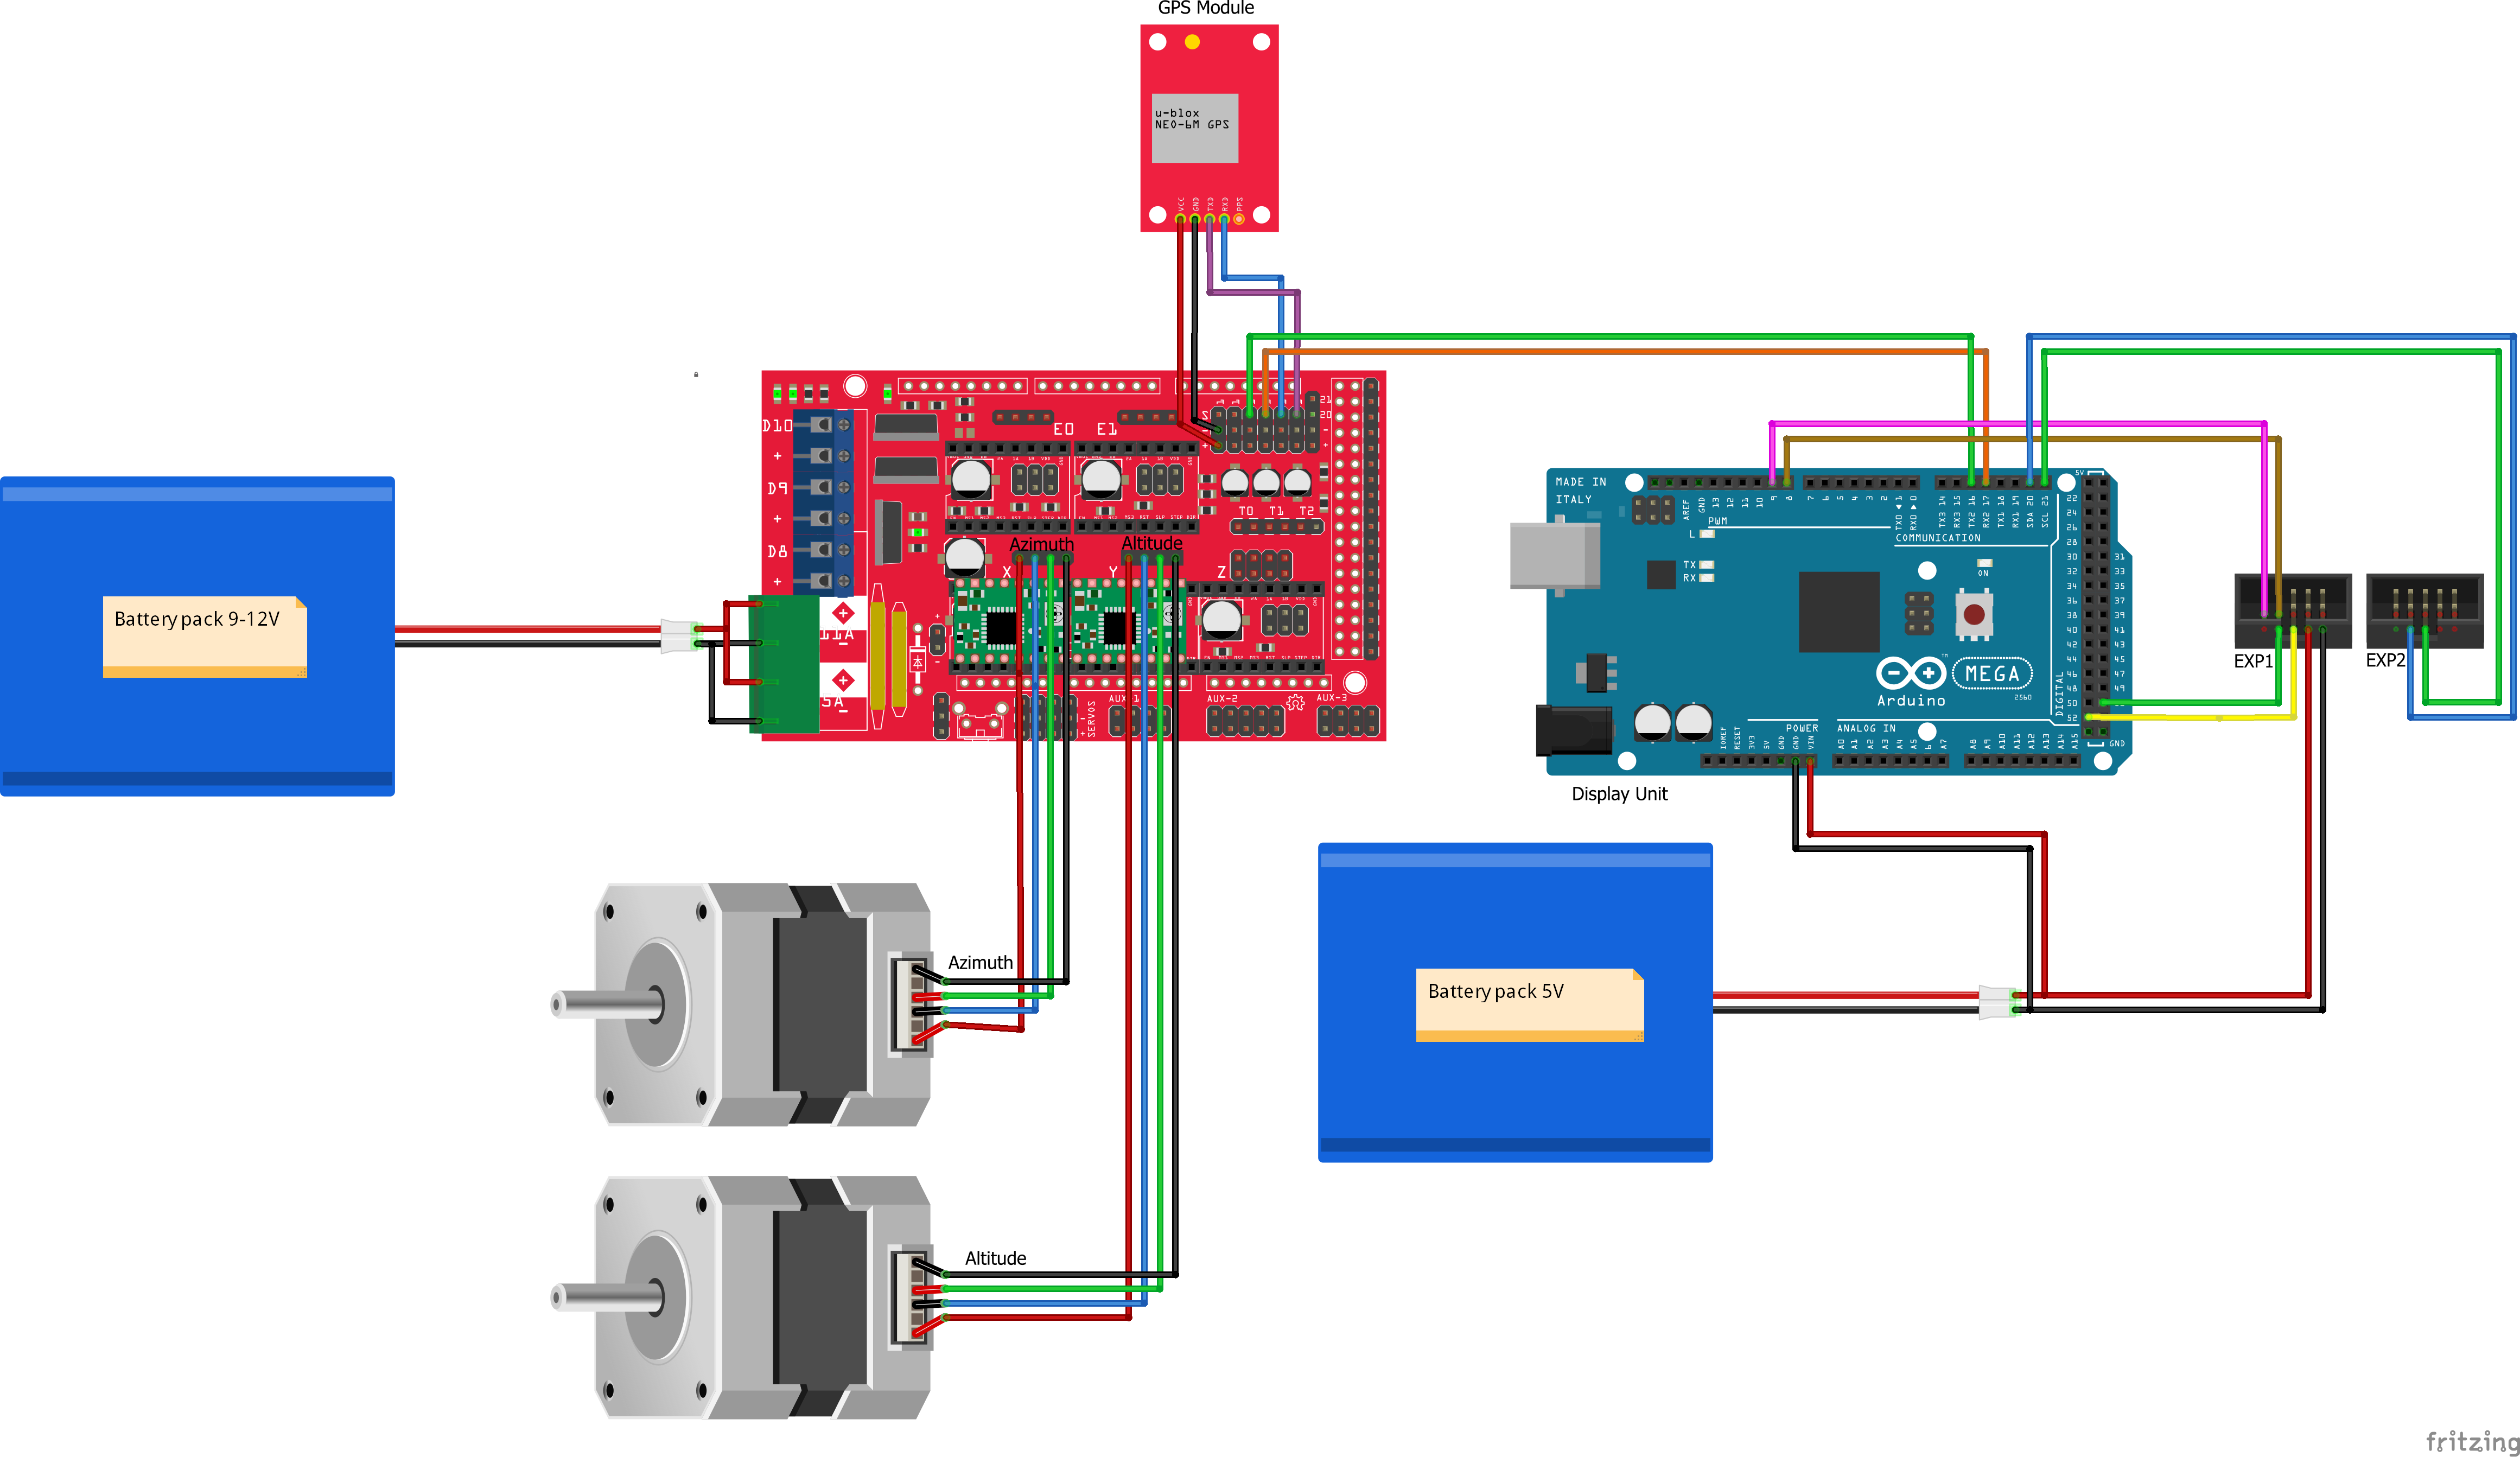 GPS Module
u-blox
NEO-6M GPS
VCC
GND
TXD
RXD
PPS
D10
+
D9
+
D8
+
E0
E1
S
-
+
21
20
T0
T1
T2
Azimuth
Altitude
X
Y
Z
11A
-
5A
-
SERVOS
AUX-1
AUX-2
AUX-3
Battery pack 9-12V
MADE IN
ITALY
AREF
GND
13
12
11
10
9
8
7
6
5
4
3
2
1
0
TX0
RX0
TX3 14
RX3 15
TX2 16
RX2 17
TX1 18
RX1 19
SDA 20
SCL 21
PWM
COMMUNICATION
L
TX
RX
ON
5V
22
24
26
28
30
31
32
33
34
35
36
37
38
39
40
41
42
43
44
45
46
47
48
49
50
52
DIGITAL
GND
MEGA
2560
TM
Arduino
POWER
ANALOG IN
IOREF
RESET
3V3
5V
GND
GND
VIN
A0
A1
A2
A3
A4
A5
6
A7
A8
A9
A10
A11
A12
A13
A14
A15
EXP1
EXP2
Display Unit
Azimuth
Battery pack 5V
Altitude
fritzing